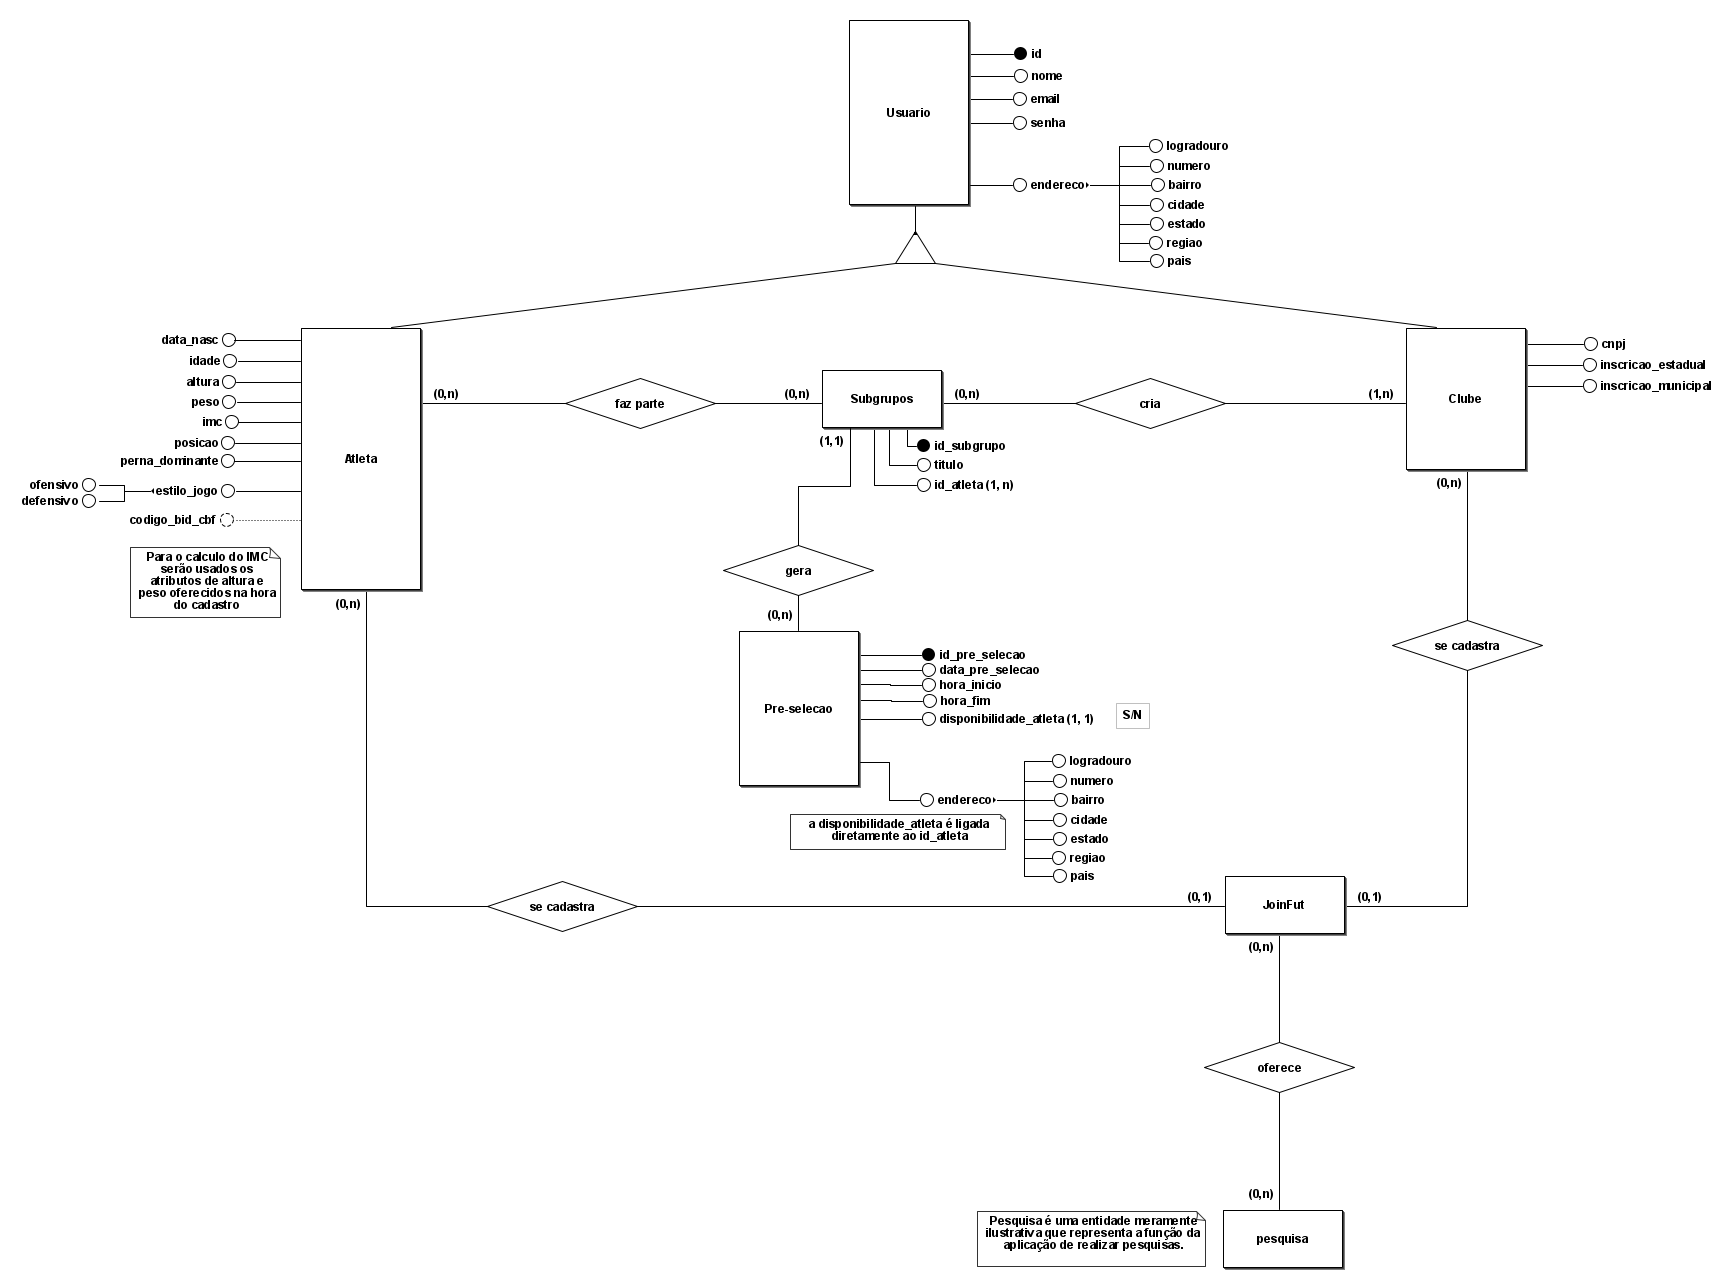 id
nome
email
senha
Usuario
endereco
logradouro
numero
bairro
cidade
estado
regiao
pais
data_nasc
idade
altura
peso
imc
posicao
perna_dominante
estilo_jogo
ofensivo
defensivo
codigo_bid_cbf
Atleta
Para o calculo do IMC
serão usados os
atributos de altura e
peso oferecidos na hora
do cadastro
(0,n)
faz parte
(0,n)
Subgrupos
(0,n)
cria
(1,n)
Clube
cnpj
inscricao_estadual
inscricao_municipal
(1,1)
id_subgrupo
titulo
id_atleta (1, n)
(0,n)
gera
(0,n)
(0,n)
se cadastra
Pre-selecao
id_pre_selecao
data_pre_selecao
hora_inicio
hora_fim
disponibilidade_atleta (1, 1)
S/N
endereco
logradouro
numero
bairro
cidade
estado
regiao
pais
a disponibilidade_atleta é ligada
diretamente ao id_atleta
se cadastra
(0,1)
JoinFut
(0,1)
(0,n)
oferece
(0,n)
Pesquisa é uma entidade meramente
ilustrativa que representa a função da
aplicação de realizar pesquisas.
pesquisa